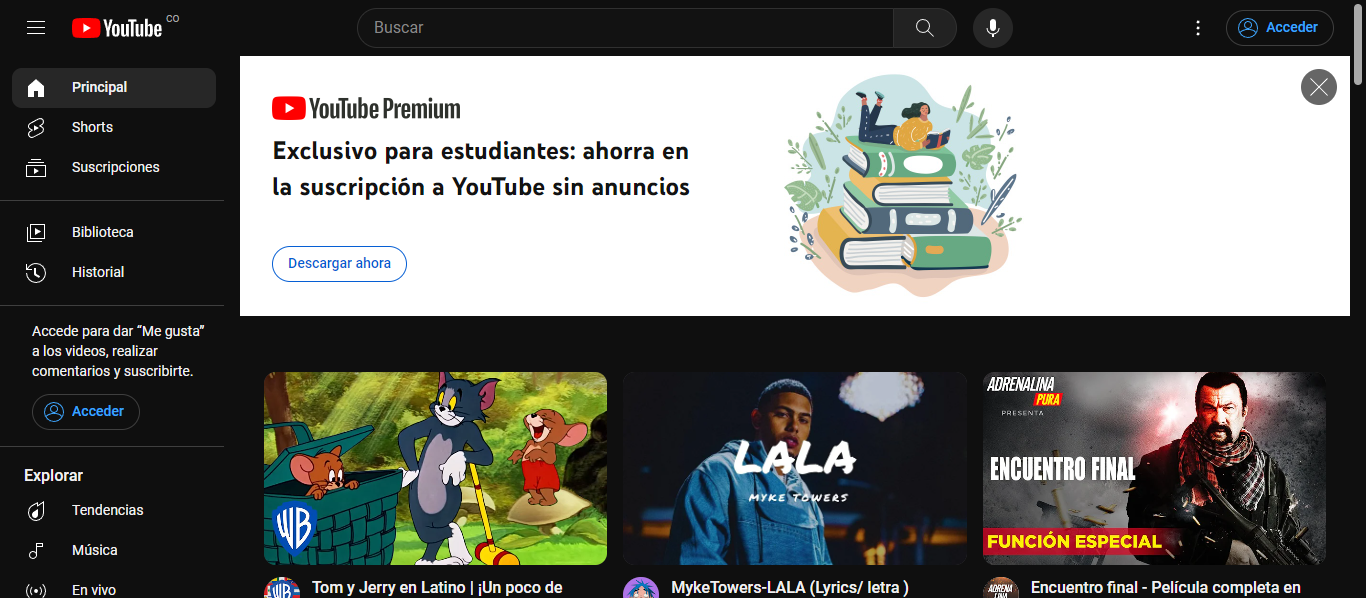 YouTube CO
Buscar
Acceder
Principal
Shorts
Suscripciones
Biblioteca
Historial
Accede para dar “Me gusta”
a los videos, realizar
comentarios y suscribirte.
Acceder
Explorar
Tendencias
Música
En vivo
YouTube Premium
Exclusivo para estudiantes: ahorra en
la suscripción a YouTube sin anuncios
Descargar ahora
WB
LALA
MYKE TOWERS
ADRENALINA
PURA
PRESENTA
ENCUENTRO FINAL
FUNCIÓN ESPECIAL
WB
Tom y Jerry en Latino | ¡Un poco de
MykeTowers-LALA (Lyrics/ letra )
ADRENA
LINA
Encuentro final - Película completa en